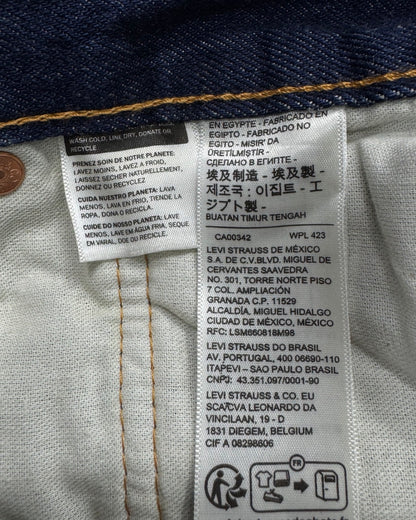 WASH COLD, LINE DRY, DONATE OR
RECYCLE.
PRENEZ SOIN DE NOTRE PLANETE:
LAVEZ MOINS, LAVEZ A FROID,
LAISSEZ SECHER NATURELLEMENT,
DONNEZ OU RECYCLEZ
CUIDA NUESTRO PLANETA: LAVA
MENOS, LAVA EN FRIO, TIENDE LA
ROPA, DONA O RECICLA.
CUIDE DO NOSSO PLANETA: LAVE
MENOS, LAVE EM ÁGUA FRIA, SEQUE
EM VARAL, DOE OU RECICLE.
EN EGYPTE - FABRICADO EN
EGIPTO - FABRICADO NO
EGITO - MISIR'DA
ÜRETİLMİŞTİR -
СДЕЛАНО В ЕГИПТЕ -
埃及制造 - 埃及製 -
제조국 : 이집트 - エ
ジプト製 -
BUATAN TIMUR TENGAH
CA00342 WPL 423
LEVI STRAUSS DE MÉXICO
S.A. DE C.V.BLVD. MIGUEL DE
CERVANTES SAAVEDRA
NO. 301, TORRE NORTE PISO
7 COL. AMPLIACIÓN
GRANADA C.P. 11529
ALCALDÍA. MIGUEL HIDALGO
CIUDAD DE MÉXICO, MÉXICO
RFC: LSM660818M96
LEVI STRAUSS DO BRASIL
AV. PORTUGAL, 400 06690-110
ITAPEVI – SAO PAULO BRASIL
CNPJ: 43.351.097/0001-90
LEVI STRAUSS & CO. EU
SCA/CVA LEONARDO DA
VINCILAAN, 19 - D
1831 DIEGEM, BELGIUM
CIF A 08298606
FR